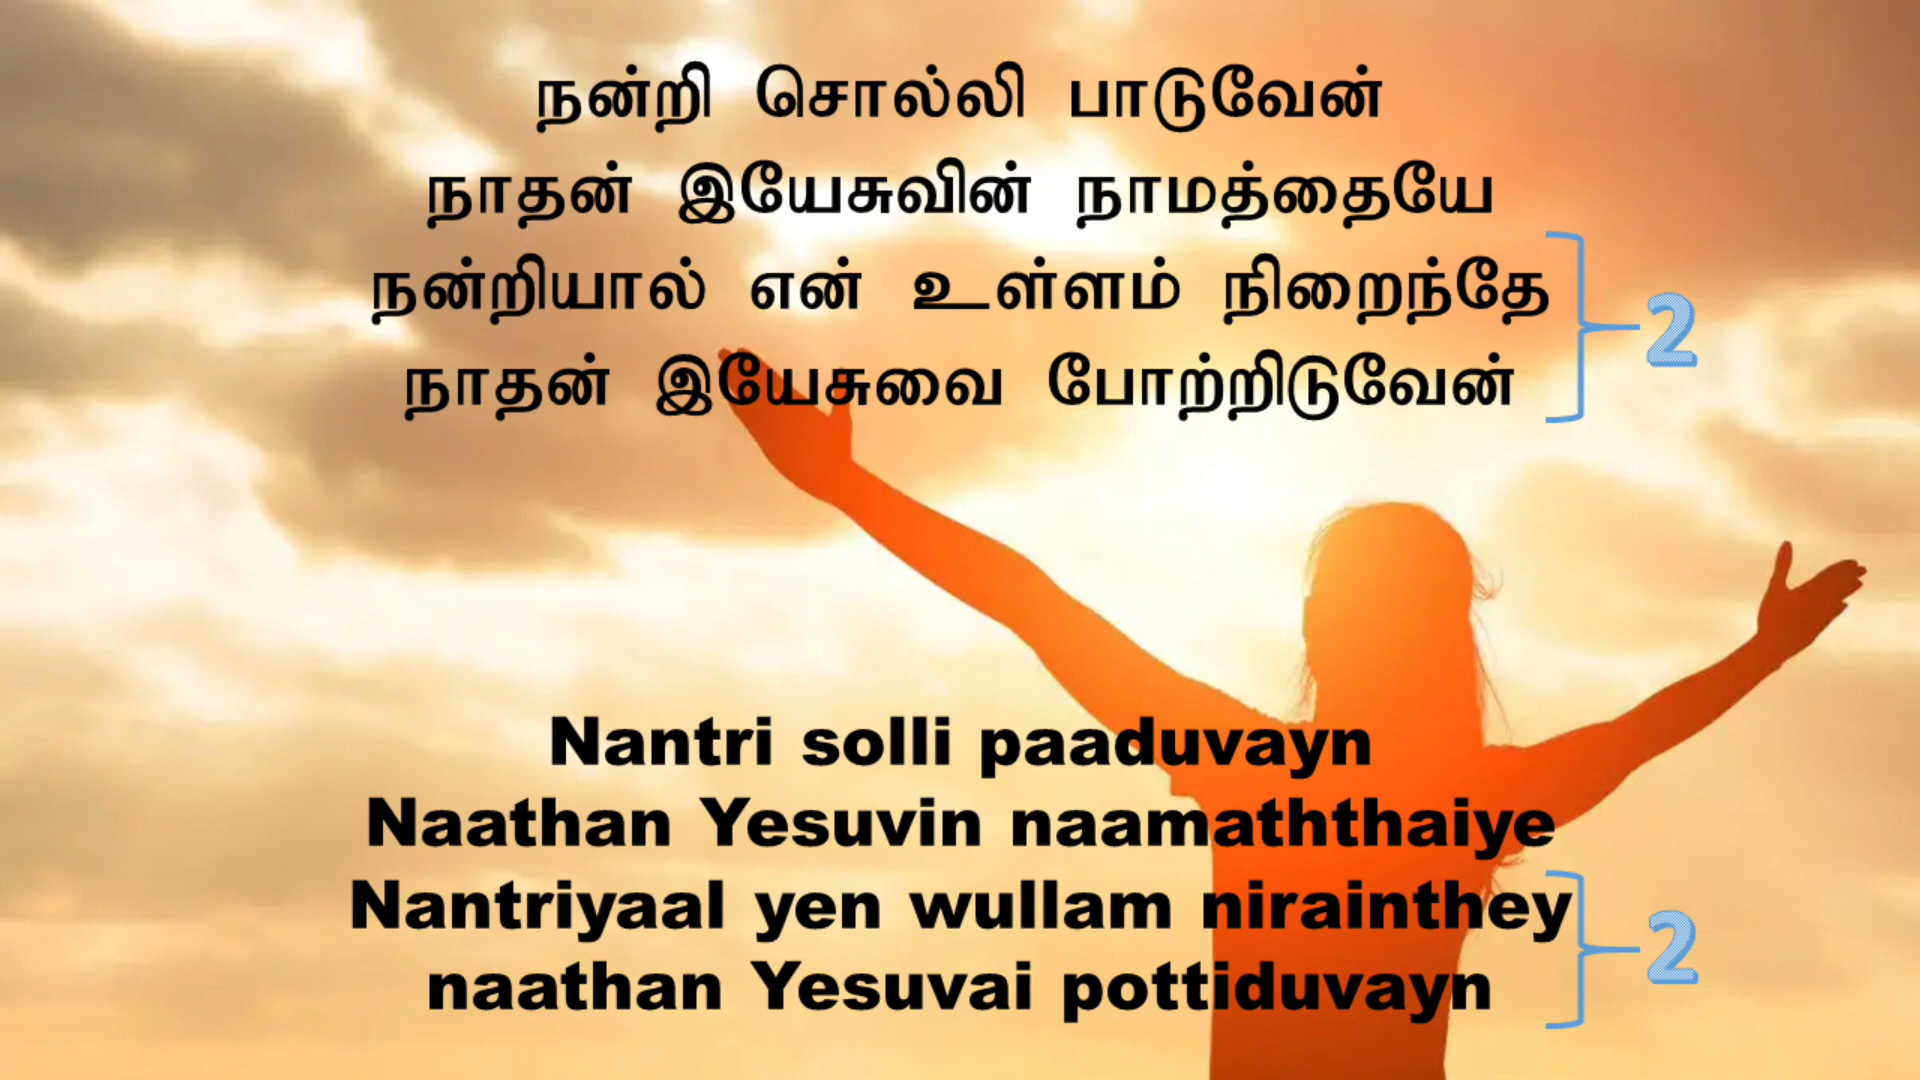 நன்றி சொல்லி பாடுவேன்
நாதன் இயேசுவின் நாமத்தையே
நன்றியால் என் உள்ளம் நிறைந்தே
நாதன் இயேசுவை போற்றிடுவேன்
2
Nantri solli paaduvayn
Naathan Yesuvin naamaththaiye
Nantriyaal yen wullam nirainthey
naathan Yesuvai pottiduvayn
2